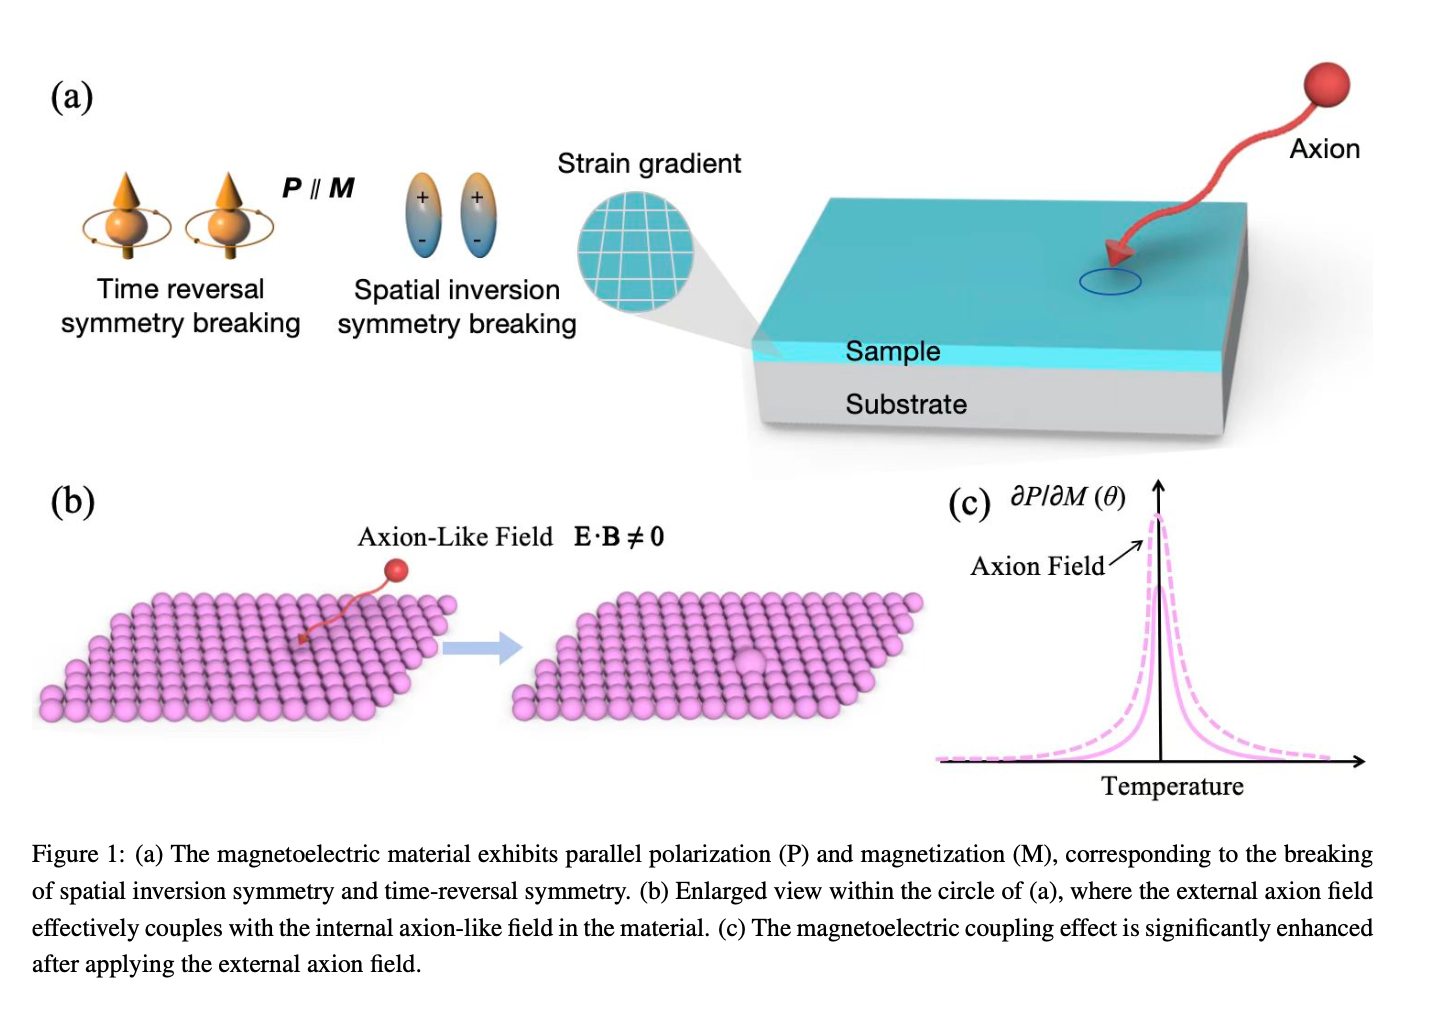 (a)
Axion
Strain gradient
P ∥ M
+ +
- -
Time reversal
symmetry breaking
Spatial inversion
symmetry breaking
Sample
Substrate
(b)
Axion-Like Field E·B ≠ 0
(c) ∂P/∂M (θ)
Axion Field
Temperature
Figure 1: (a) The magnetoelectric material exhibits parallel polarization (P) and magnetization (M), corresponding to the breaking
of spatial inversion symmetry and time-reversal symmetry. (b) Enlarged view within the circle of (a), where the external axion field
effectively couples with the internal axion-like field in the material. (c) The magnetoelectric coupling effect is significantly enhanced
after applying the external axion field.